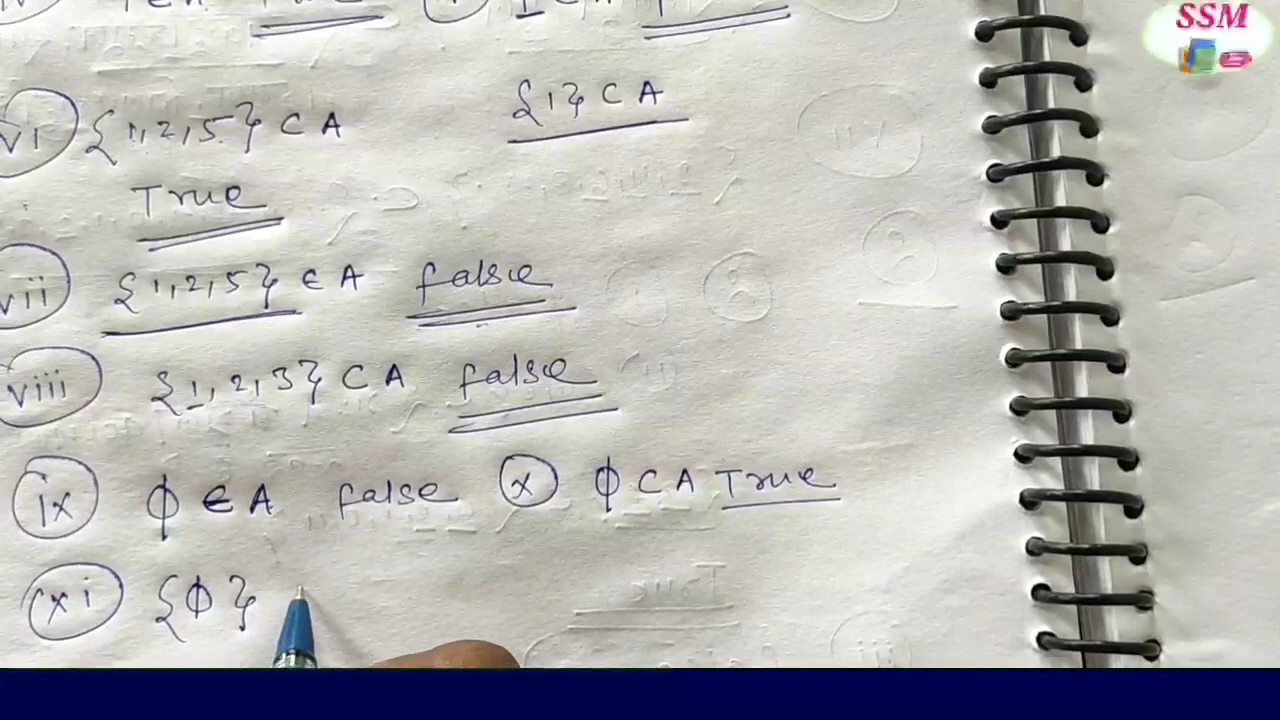 SSM
{1,2,5} ⊂ A {1} ⊂ A
vi
True
vii {1,2,5} ∈ A false
viii {1,2,3} ⊂ A false
ix ϕ ∈ A false x ϕ ⊂ A True
xi {ϕ}